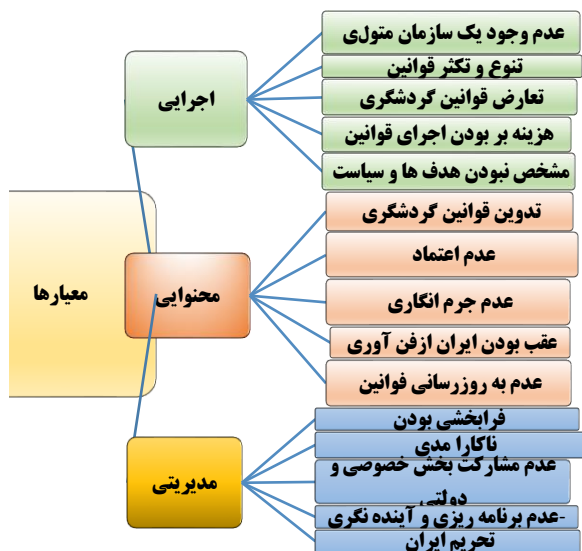 معیارها
اجرایی
عدم وجود یک سازمان متولی
تنوع و تکثر قوانین
تعارض قوانین گردشگری
هزینه بر بودن اجرای قوانین
مشخص نبودن هدف ها و سیاست
محتوایی
تدوین قوانین گردشگری
عدم اعتماد
عدم جرم انگاری
عقب بودن ایران ازفن آوری
عدم به روزرسانی قوانین
مدیریتی
فرابخشی بودن
ناکارا مدی
عدم مشارکت بخش خصوصی و
دولتی
-عدم برنامه ریزی و آینده نگری
تحریم ایران